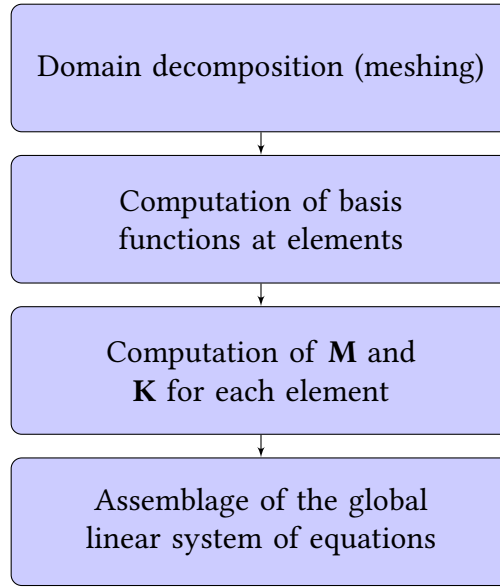 Domain decomposition (meshing)
Computation of basis
functions at elements
Computation of M and
K for each element
Assemblage of the global
linear system of equations